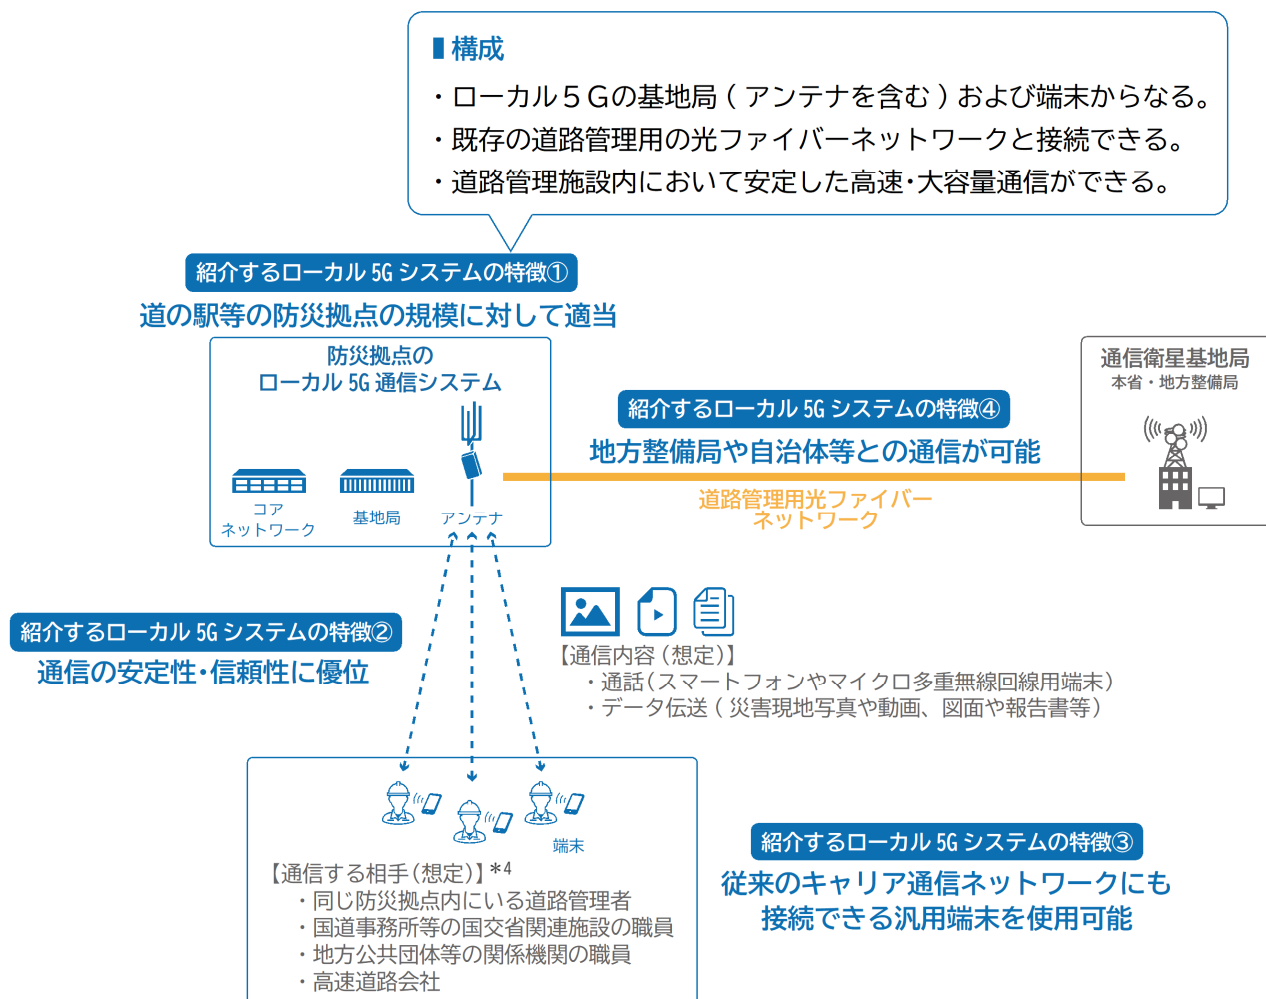 構成
・ローカル５Ｇの基地局（アンテナを含む）および端末からなる。
・既存の道路管理用の光ファイバーネットワークと接続できる。
・道路管理施設内において安定した高速･大容量通信ができる。
紹介するローカル 5G システムの特徴①
道の駅等の防災拠点の規模に対して適当
防災拠点の
ローカル 5G 通信システム
コア
ネットワーク
基地局
アンテナ
紹介するローカル 5G システムの特徴④
地方整備局や自治体等との通信が可能
道路管理用光ファイバー
ネットワーク
通信衛星基地局
本省・地方整備局
紹介するローカル 5G システムの特徴②
通信の安定性･信頼性に優位
【通信内容（想定）】
・通話（スマートフォンやマイクロ多重無線回線用端末）
・データ伝送（災害現地写真や動画、図面や報告書等）
端末
【通信する相手（想定）】＊4
・同じ防災拠点内にいる道路管理者
・国道事務所等の国交省関連施設の職員
・地方公共団体等の関係機関の職員
・高速道路会社
紹介するローカル 5G システムの特徴③
従来のキャリア通信ネットワークにも
接続できる汎用端末を使用可能